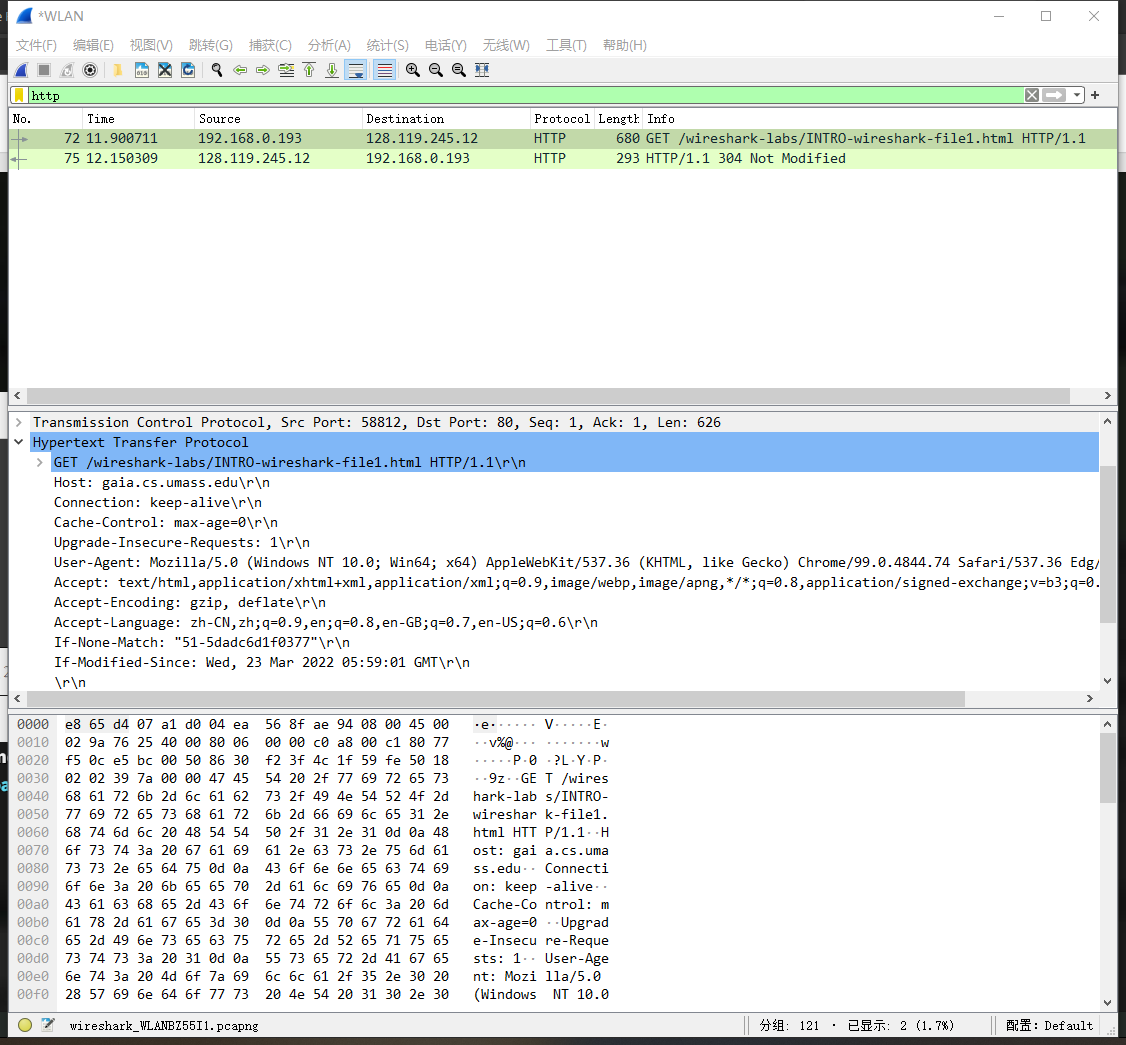 *WLAN
文件(F) 编辑(E) 视图(V) 跳转(G) 捕获(C) 分析(A) 统计(S) 电话(Y) 无线(W) 工具(T) 帮助(H)
http
No. Time Source Destination Protocol Length Info
72 11.900711 192.168.0.193 128.119.245.12 HTTP 680 GET /wireshark-labs/INTRO-wireshark-file1.html HTTP/1.1
75 12.150309 128.119.245.12 192.168.0.193 HTTP 293 HTTP/1.1 304 Not Modified
Transmission Control Protocol, Src Port: 58812, Dst Port: 80, Seq: 1, Ack: 1, Len: 626
Hypertext Transfer Protocol
GET /wireshark-labs/INTRO-wireshark-file1.html HTTP/1.1\r\n
Host: gaia.cs.umass.edu\r\n
Connection: keep-alive\r\n
Cache-Control: max-age=0\r\n
Upgrade-Insecure-Requests: 1\r\n
User-Agent: Mozilla/5.0 (Windows NT 10.0; Win64; x64) AppleWebKit/537.36 (KHTML, like Gecko) Chrome/99.0.4844.74 Safari/537.36 Edg/
Accept: text/html,application/xhtml+xml,application/xml;q=0.9,image/webp,image/apng,*/*;q=0.8,application/signed-exchange;v=b3;q=0.
Accept-Encoding: gzip, deflate\r\n
Accept-Language: zh-CN,zh;q=0.9,en;q=0.8,en-GB;q=0.7,en-US;q=0.6\r\n
If-None-Match: "51-5dadc6d1f0377"\r\n
If-Modified-Since: Wed, 23 Mar 2022 05:59:01 GMT\r\n
\r\n
0000 e8 65 d4 07 a1 d0 04 ea 56 8f ae 94 08 00 45 00 ·e······ V·····E·
0010 02 9a 76 25 40 00 80 06 00 00 c0 a8 00 c1 80 77 ··v%@··· ·······w
0020 f5 0c e5 bc 00 50 86 30 f2 3f 4c 1f 59 fe 50 18 ·····P·0 ·?L·Y·P·
0030 02 02 39 7a 00 00 47 45 54 20 2f 77 69 72 65 73 ··9z··GE T /wires
0040 68 61 72 6b 2d 6c 61 62 73 2f 49 4e 54 52 4f 2d hark-lab s/INTRO-
0050 77 69 72 65 73 68 61 72 6b 2d 66 69 6c 65 31 2e wireshar k-file1.
0060 68 74 6d 6c 20 48 54 54 50 2f 31 2e 31 0d 0a 48 html HTT P/1.1··H
0070 6f 73 74 3a 20 67 61 69 61 2e 63 73 2e 75 6d 61 ost: gai a.cs.uma
0080 73 73 2e 65 64 75 0d 0a 43 6f 6e 6e 65 63 74 69 ss.edu·· Connecti
0090 6f 6e 3a 20 6b 65 65 70 2d 61 6c 69 76 65 0d 0a on: keep -alive··
00a0 43 61 63 68 65 2d 43 6f 6e 74 72 6f 6c 3a 20 6d Cache-Co ntrol: m
00b0 61 78 2d 61 67 65 3d 30 0d 0a 55 70 67 72 61 64 ax-age=0 ··Upgrad
00c0 65 2d 49 6e 73 65 63 75 72 65 2d 52 65 71 75 65 e-Insecu re-Reque
00d0 73 74 73 3a 20 31 0d 0a 55 73 65 72 2d 41 67 65 sts: 1·· User-Age
00e0 6e 74 3a 20 4d 6f 7a 69 6c 6c 61 2f 35 2e 30 20 nt: Mozi lla/5.0
00f0 28 57 69 6e 64 6f 77 73 20 4e 54 20 31 30 2e 30 (Windows NT 10.0
wireshark_WLANBZ55I1.pcapng 分组: 121 · 已显示: 2 (1.7%) 配置: Default